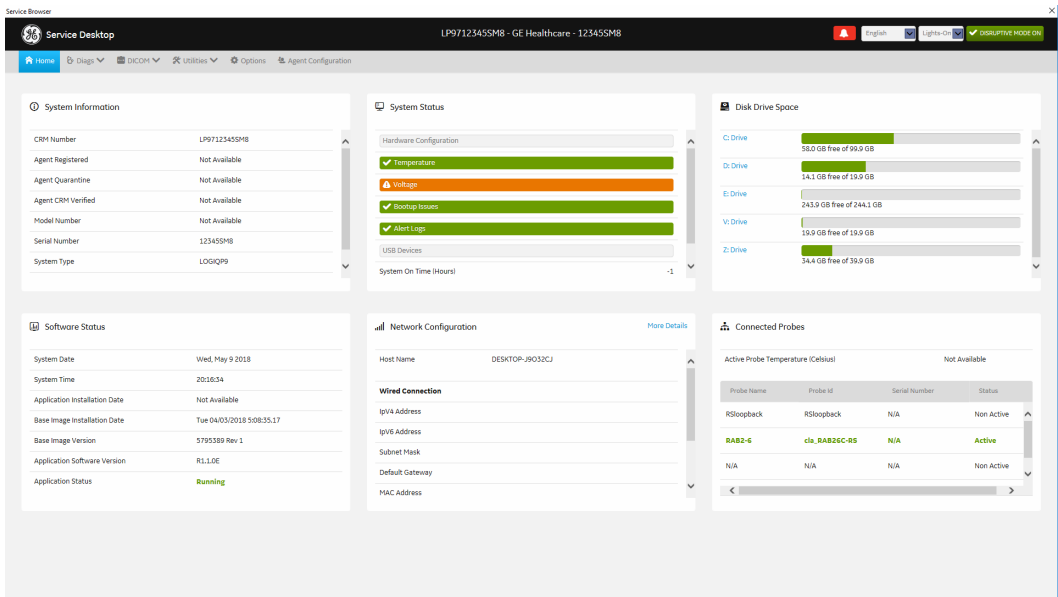 Service Browser
Service Desktop
LP9712345SM8 - GE Healthcare - 12345SM8
English
Lights-On
DISRUPTIVE MODE ON
Home
Diags
DICOM
Utilities
Options
Agent Configuration
System Information
CRM Number LP9712345SM8
Agent Registered Not Available
Agent Quarantine Not Available
Agent CRM Verified Not Available
Model Number Not Available
Serial Number 12345SM8
System Type LOGIQP9
System Status
Hardware Configuration
Temperature
Voltage
Bootup Issues
Alert Logs
USB Devices
System On Time (Hours) -1
Disk Drive Space
C: Drive
58.0 GB free of 99.9 GB
D: Drive
14.1 GB free of 19.9 GB
E: Drive
243.9 GB free of 244.1 GB
V: Drive
19.9 GB free of 19.9 GB
Z: Drive
34.4 GB free of 39.9 GB
Software Status
System Date Wed, May 9 2018
System Time 20:16:34
Application Installation Date Not Available
Base Image Installation Date Tue 04/03/2018 5:08:35.17
Base Image Version 5795389 Rev 1
Application Software Version R1.1.0E
Application Status Running
Network Configuration More Details
Host Name DESKTOP-J9O32CJ
Wired Connection
IpV4 Address
IpV6 Address
Subnet Mask
Default Gateway
MAC Address
Connected Probes
Active Probe Temperature (Celsius) Not Available
Probe Name Probe Id Serial Number Status
RSloopback RSloopback N/A Non Active
RAB2-6 cla_RAB26C-RS N/A Active
N/A N/A N/A Non Active